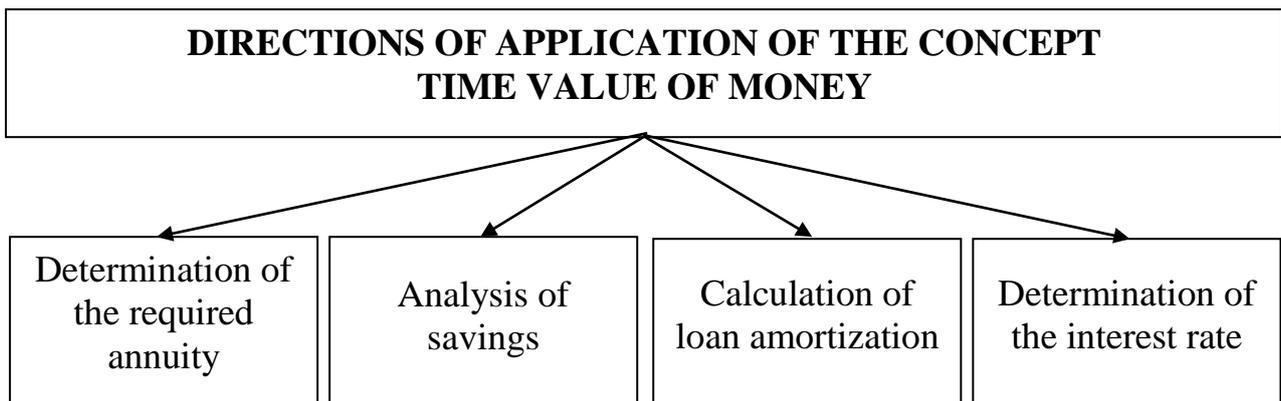 DIRECTIONS OF APPLICATION OF THE CONCEPT
TIME VALUE OF MONEY
Determination of
the required
annuity
Analysis of
savings
Calculation of
loan amortization
Determination of
the interest rate